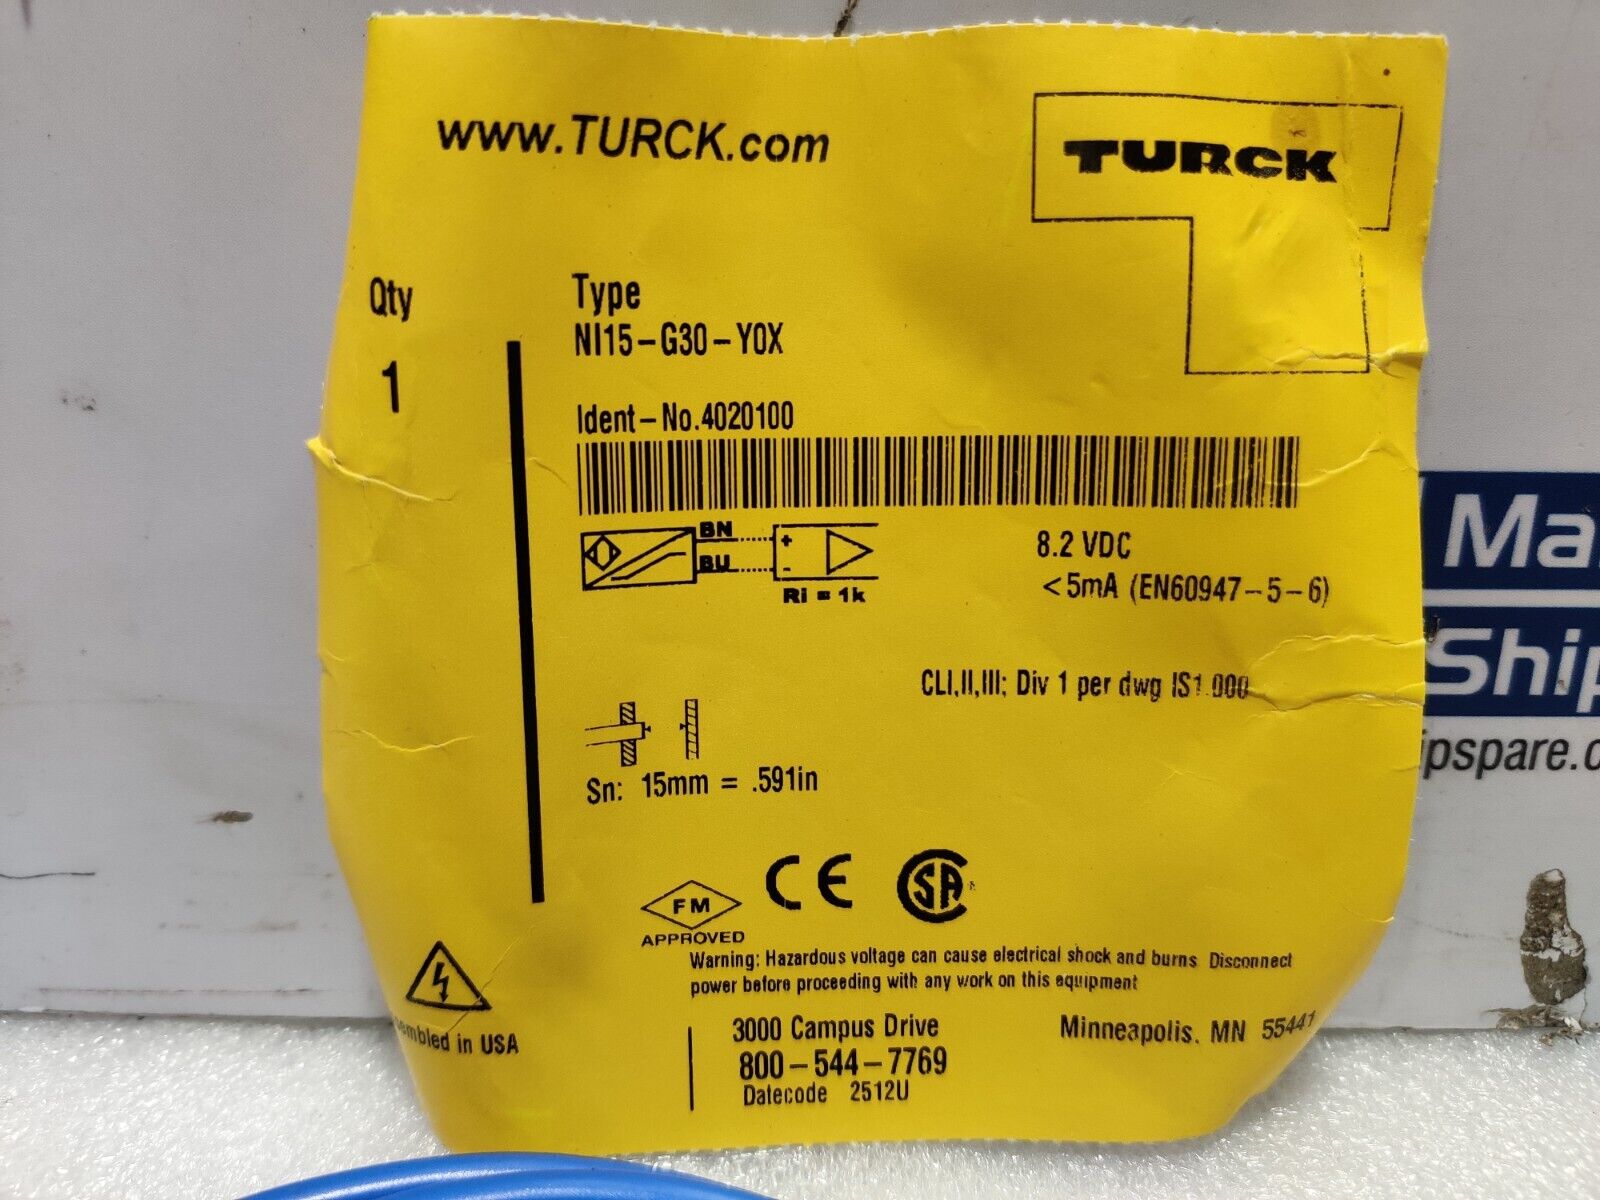 www.TURCK.com
TURCK
Qty
1
Type
NI15-G30-Y0X
Ident-No.4020100
BN
BU
+
-
Ri = 1k
8.2 VDC
<5mA (EN60947-5-6)
CLI,II,III; Div 1 per dwg IS1.000
Sn: 15mm = .591in
FM
APPROVED
CE
CSA
Warning: Hazardous voltage can cause electrical shock and burns. Disconnect
power before proceeding with any work on this equipment
embled in USA
3000 Campus Drive
Minneapolis, MN 55441
800-544-7769
Datecode 2512U
Ma
Ship
ipspare.c